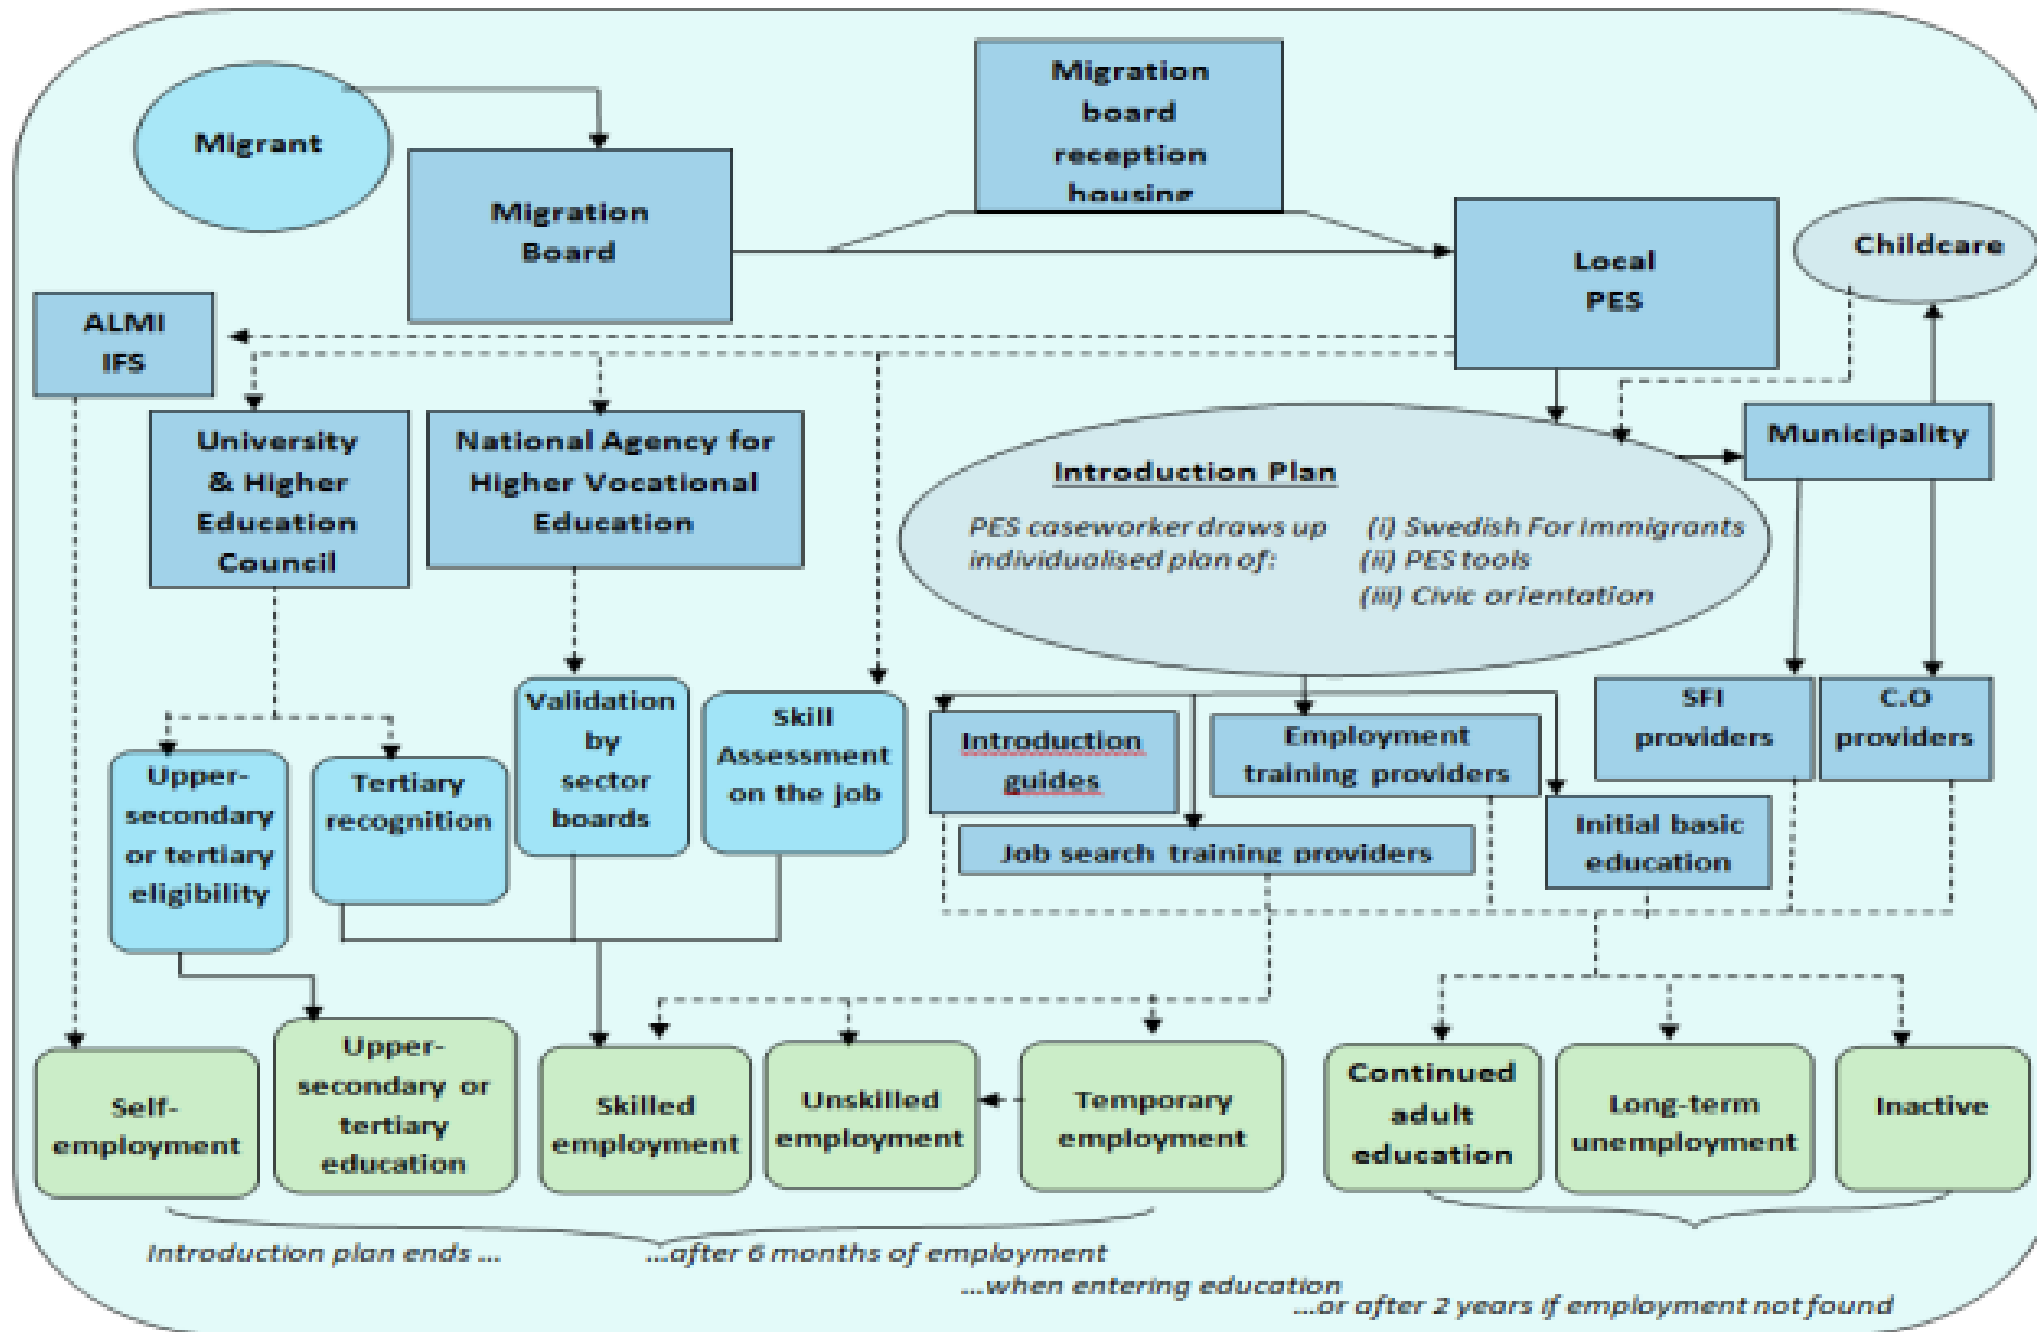 Migrant
Migration
Board
Migration
board
reception
housing
Local
PES
Childcare
ALMI
IFS
University
& Higher
Education
Council
National Agency for
Higher Vocational
Education
Municipality
Introduction Plan
PES caseworker draws up
individualised plan of:
(i) Swedish For Immigrants
(ii) PES tools
(iii) Civic orientation
Upper-
secondary
or tertiary
eligibility
Tertiary
recognition
Validation
by
sector
boards
Skill
Assessment
on the job
Introduction
guides
Employment
training providers
Job search training providers
Initial basic
education
SFI
providers
C.O
providers
Self-
employment
Upper-
secondary or
tertiary
education
Skilled
employment
Unskilled
employment
Temporary
employment
Continued
adult
education
Long-term
unemployment
Inactive
Introduction plan ends ...
...after 6 months of employment
...when entering education
...or after 2 years if employment not found